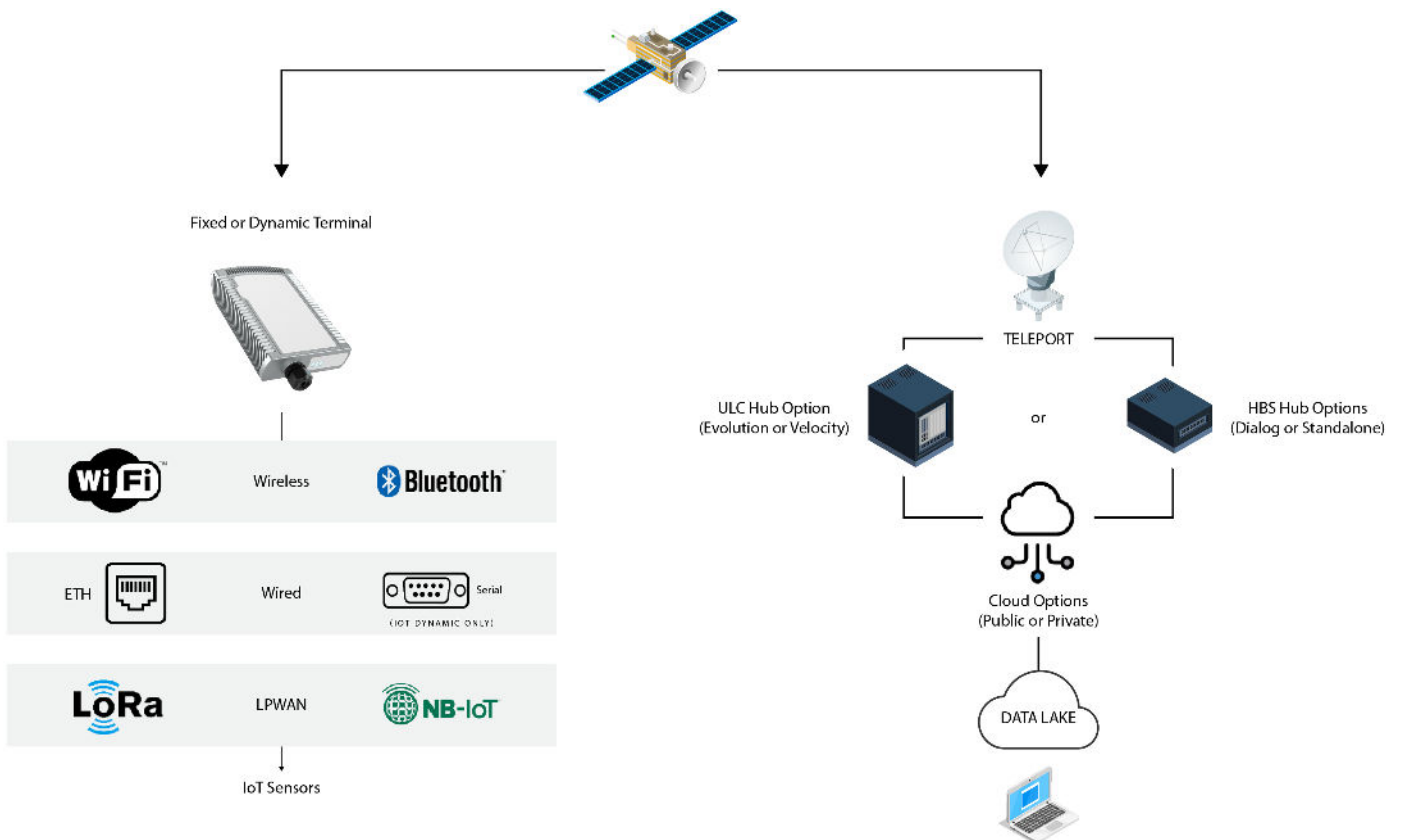 Fixed or Dynamic Terminal
WiFi™
Wireless
Bluetooth
ETH
Wired
Serial
(IOT DYNAMIC ONLY)
LoRa
LPWAN
NB-IoT
IoT Sensors
TELEPORT
ULC Hub Option
(Evolution or Velocity)
or
HBS Hub Options
(Dialog or Standalone)
Cloud Options
(Public or Private)
DATA LAKE